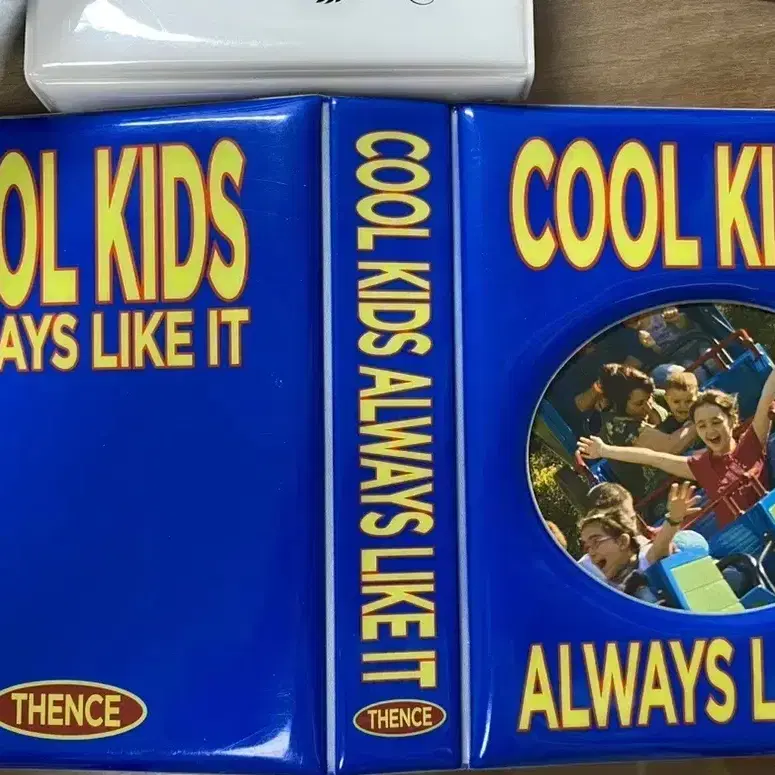 OL KIDS
AYS LIKE IT
THENCE
COOL KIDS ALWAYS LIKE IT
THENCE
COOL KI
ALWAYS L